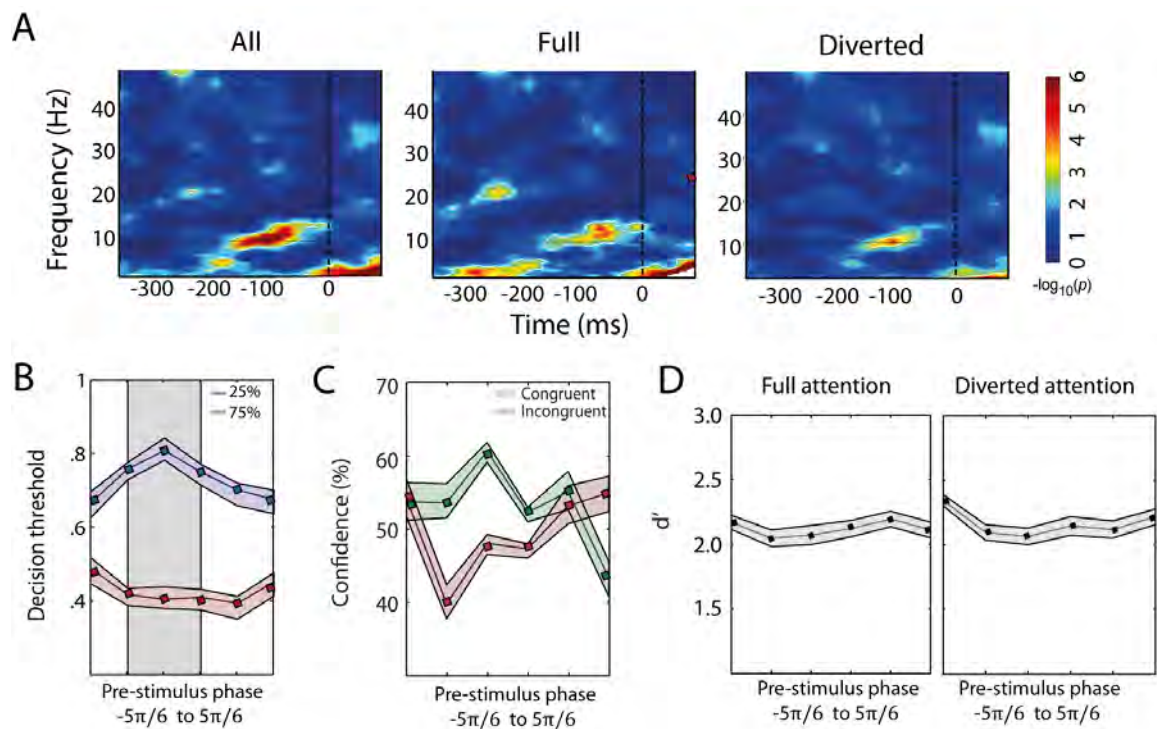 A
All
Full
Diverted
Frequency (Hz)
40
30
20
10
-300
-200
-100
0
40
30
20
10
-300
-200
-100
0
40
30
20
10
-300
-200
-100
0
Time (ms)
6
5
4
3
2
1
0
-log10(p)
B
Decision threshold
1
.8
.6
.4
25%
75%
Pre-stimulus phase
-5π/6 to 5π/6
C
Confidence (%)
70
60
50
40
Congruent
Incongruent
Pre-stimulus phase
-5π/6 to 5π/6
D
Full attention
Diverted attention
d'
3.0
2.5
2.0
1.5
Pre-stimulus phase
-5π/6 to 5π/6
Pre-stimulus phase
-5π/6 to 5π/6